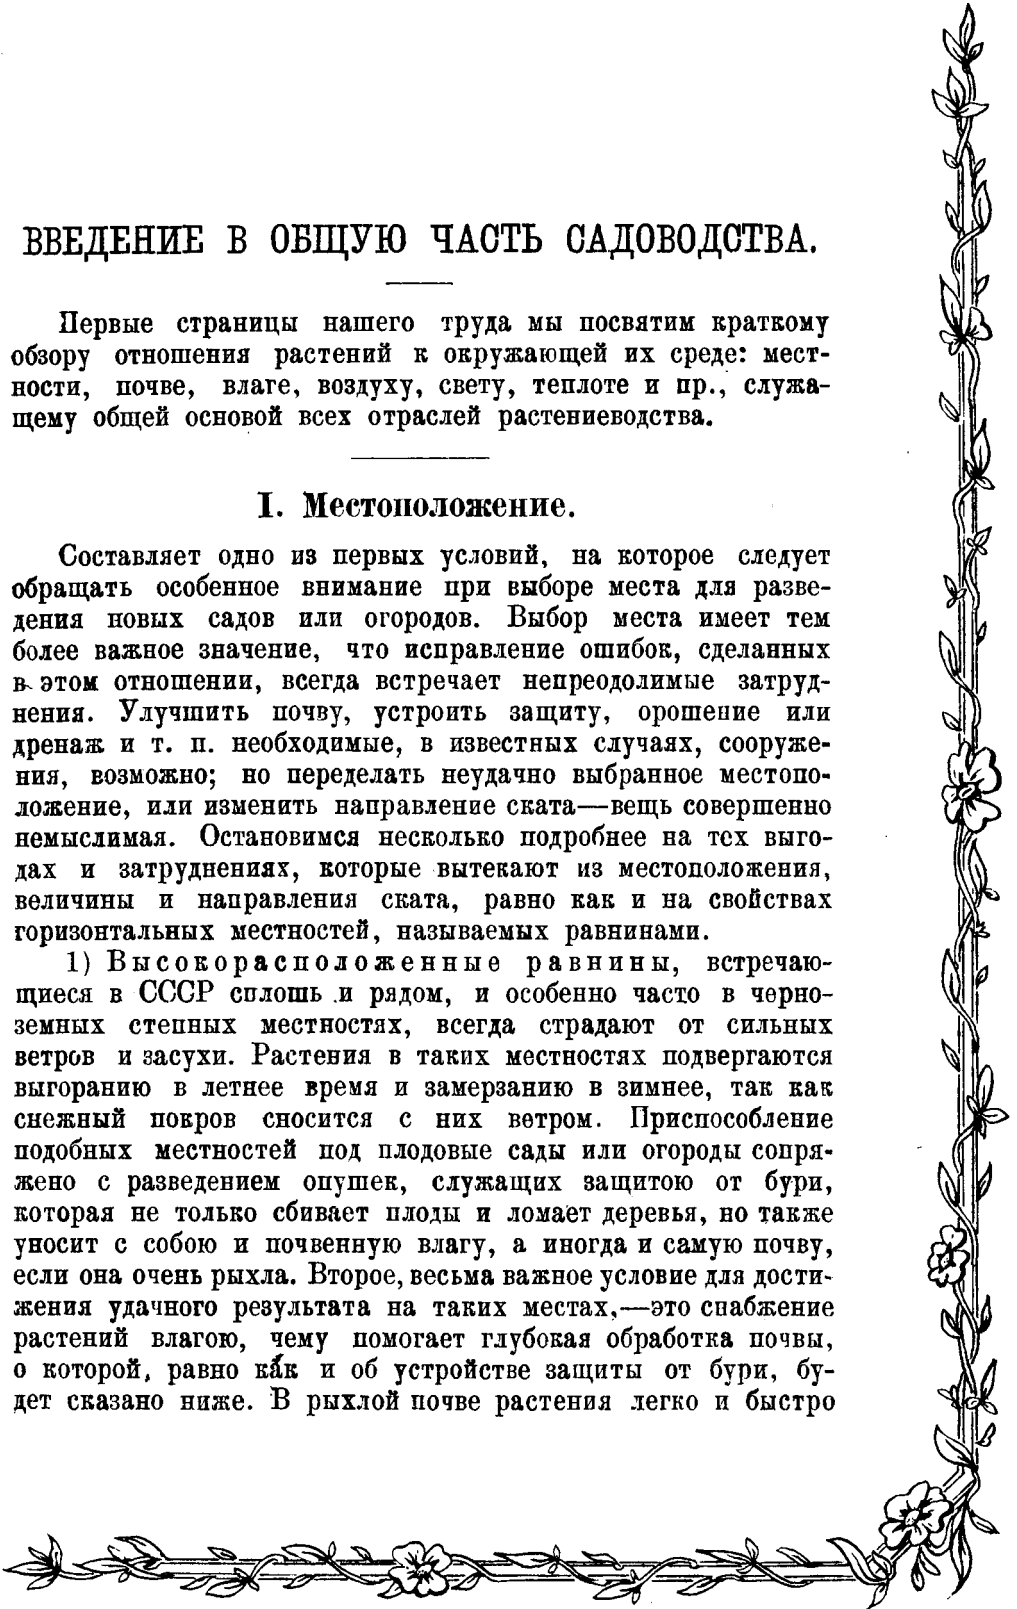 ВВЕДЕНИЕ В ОБЩУЮ ЧАСТЬ САДОВОДСТВА.
Первые страницы нашего труда мы посвятим краткому
обзору отношения растений к окружающей их среде: мест-
ности, почве, влаге, воздуху, свету, теплоте и пр., служа-
щему общей основой всех отраслей растениеводства.
I. Местоположение.
Составляет одно из первых условий, на которое следует
обращать особенное внимание при выборе места для разве-
дения новых садов или огородов. Выбор места имеет тем
более важное значение, что исправление ошибок, сделанных
в этом отношении, всегда встречает непреодолимые затруд-
нения. Улучшить почву, устроить защиту, орошение или
дренаж и т. п. необходимые, в известных случаях, сооруже-
ния, возможно; но переделать неудачно выбранное местопо-
ложение, или изменить направление ската—вещь совершенно
немыслимая. Остановимся несколько подробнее на тех выго-
дах и затруднениях, которые вытекают из местоположения,
величины и направления ската, равно как и на свойствах
горизонтальных местностей, называемых равнинами.
1) Высокорасположенные равнины, встречаю-
щиеся в СССР сплошь и рядом, и особенно часто в черно-
земных степных местностях, всегда страдают от сильных
ветров и засухи. Растения в таких местностях подвергаются
выгоранию в летнее время и замерзанию в зимнее, так как
снежный покров сносится с них ветром. Приспособление
подобных местностей под плодовые сады или огороды сопря-
жено с разведением опушек, служащих защитою от бури,
которая не только сбивает плоды и ломает деревья, но также
уносит с собою и почвенную влагу, а иногда и самую почву,
если она очень рыхла. Второе, весьма важное условие для дости-
жения удачного результата на таких местах,—это снабжение
растений влагою, чему помогает глубокая обработка почвы,
о которой, равно как и об устройстве защиты от бури, бу-
дет сказано ниже. В рыхлой почве растения легко и быстро